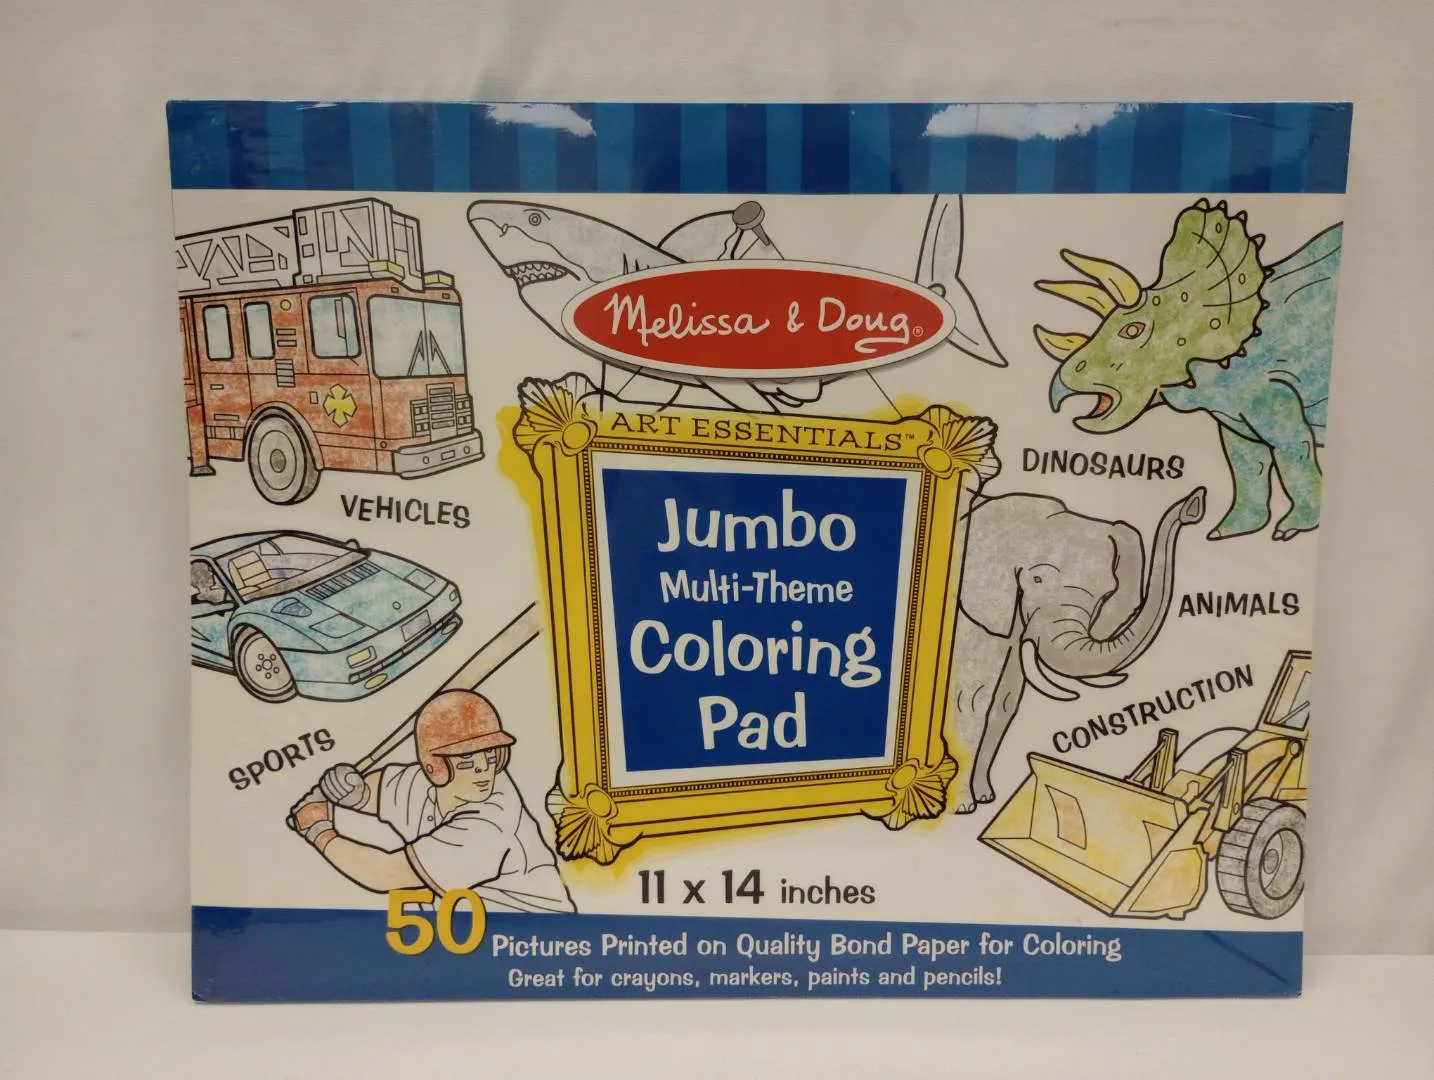 Melissa & Doug®
ART ESSENTIALS™
Jumbo
Multi-Theme
Coloring
Pad
VEHICLES
DINOSAURS
ANIMALS
SPORTS
CONSTRUCTION
11 x 14 inches
50 Pictures Printed on Quality Bond Paper for Coloring
Great for crayons, markers, paints and pencils!